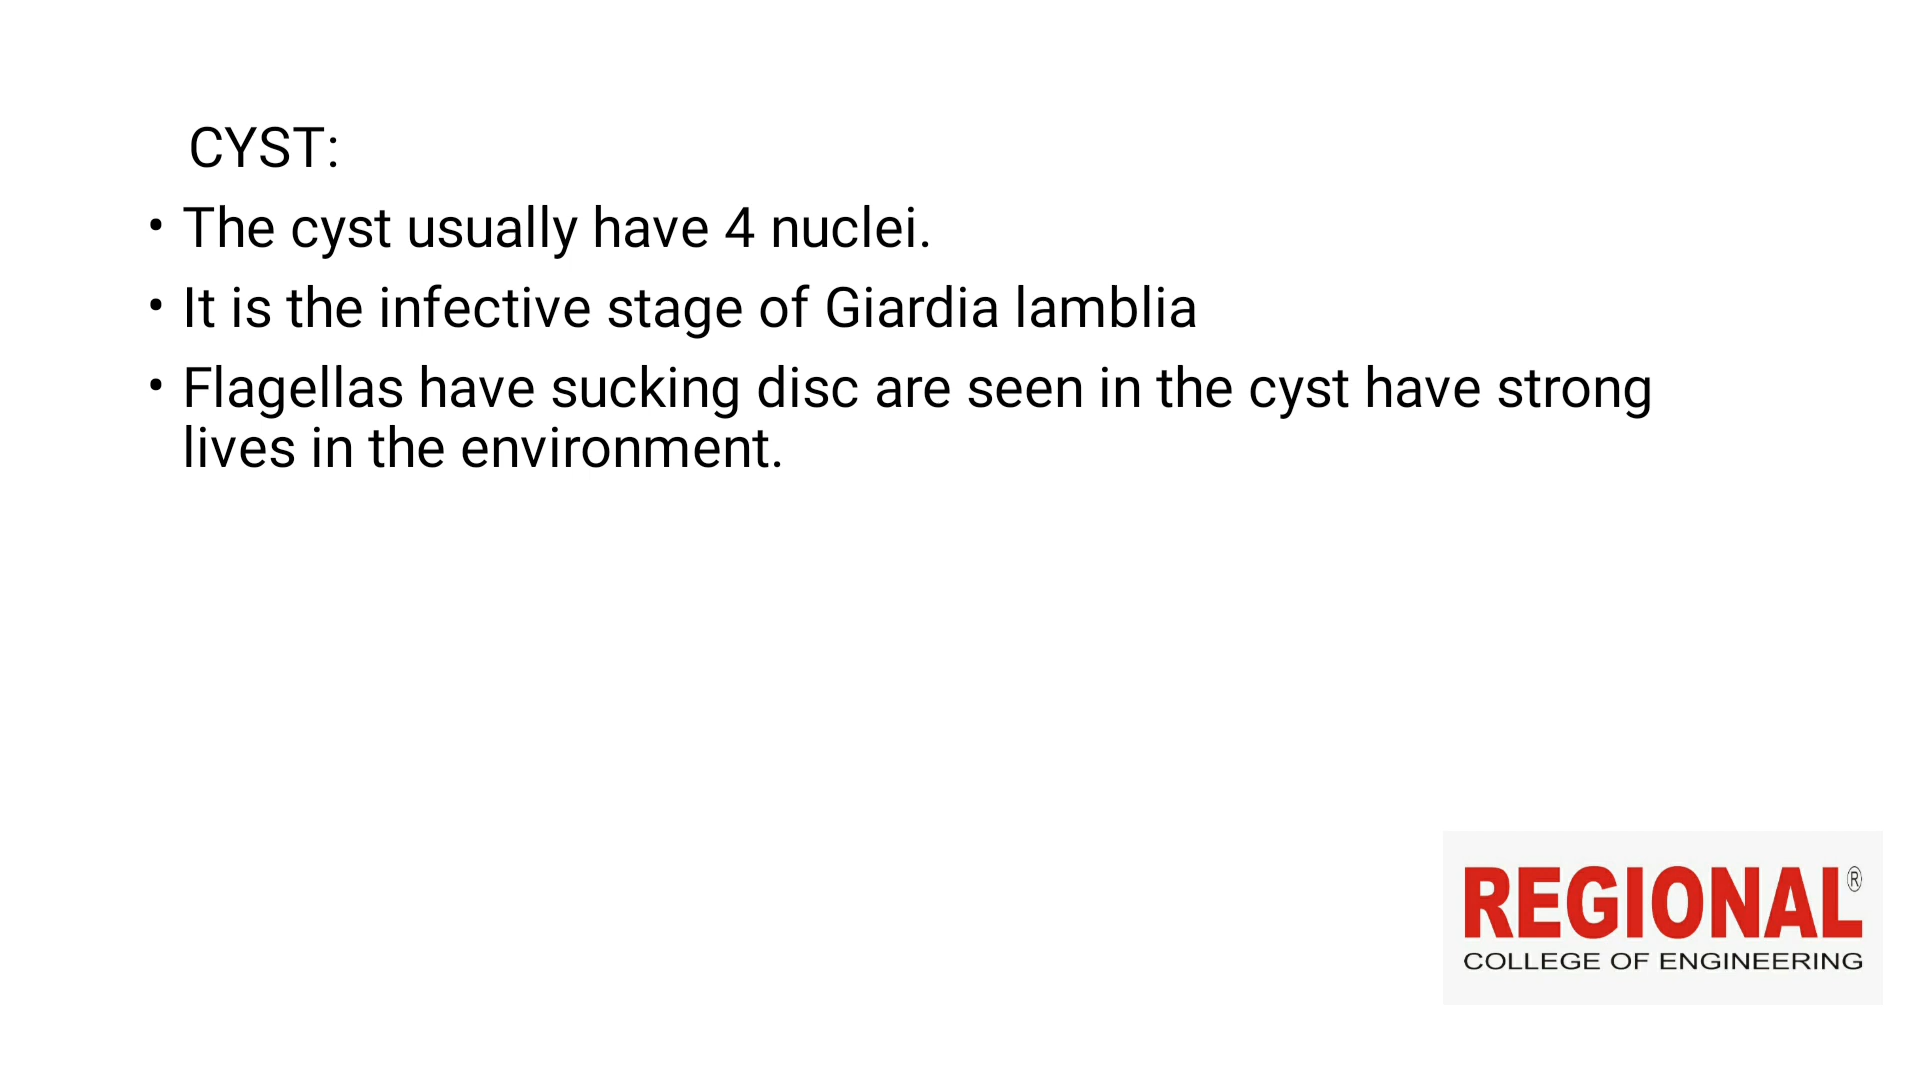 CYST:
• The cyst usually have 4 nuclei.
• It is the infective stage of Giardia lamblia
• Flagellas have sucking disc are seen in the cyst have strong
lives in the environment.
REGIONAL®
COLLEGE OF ENGINEERING